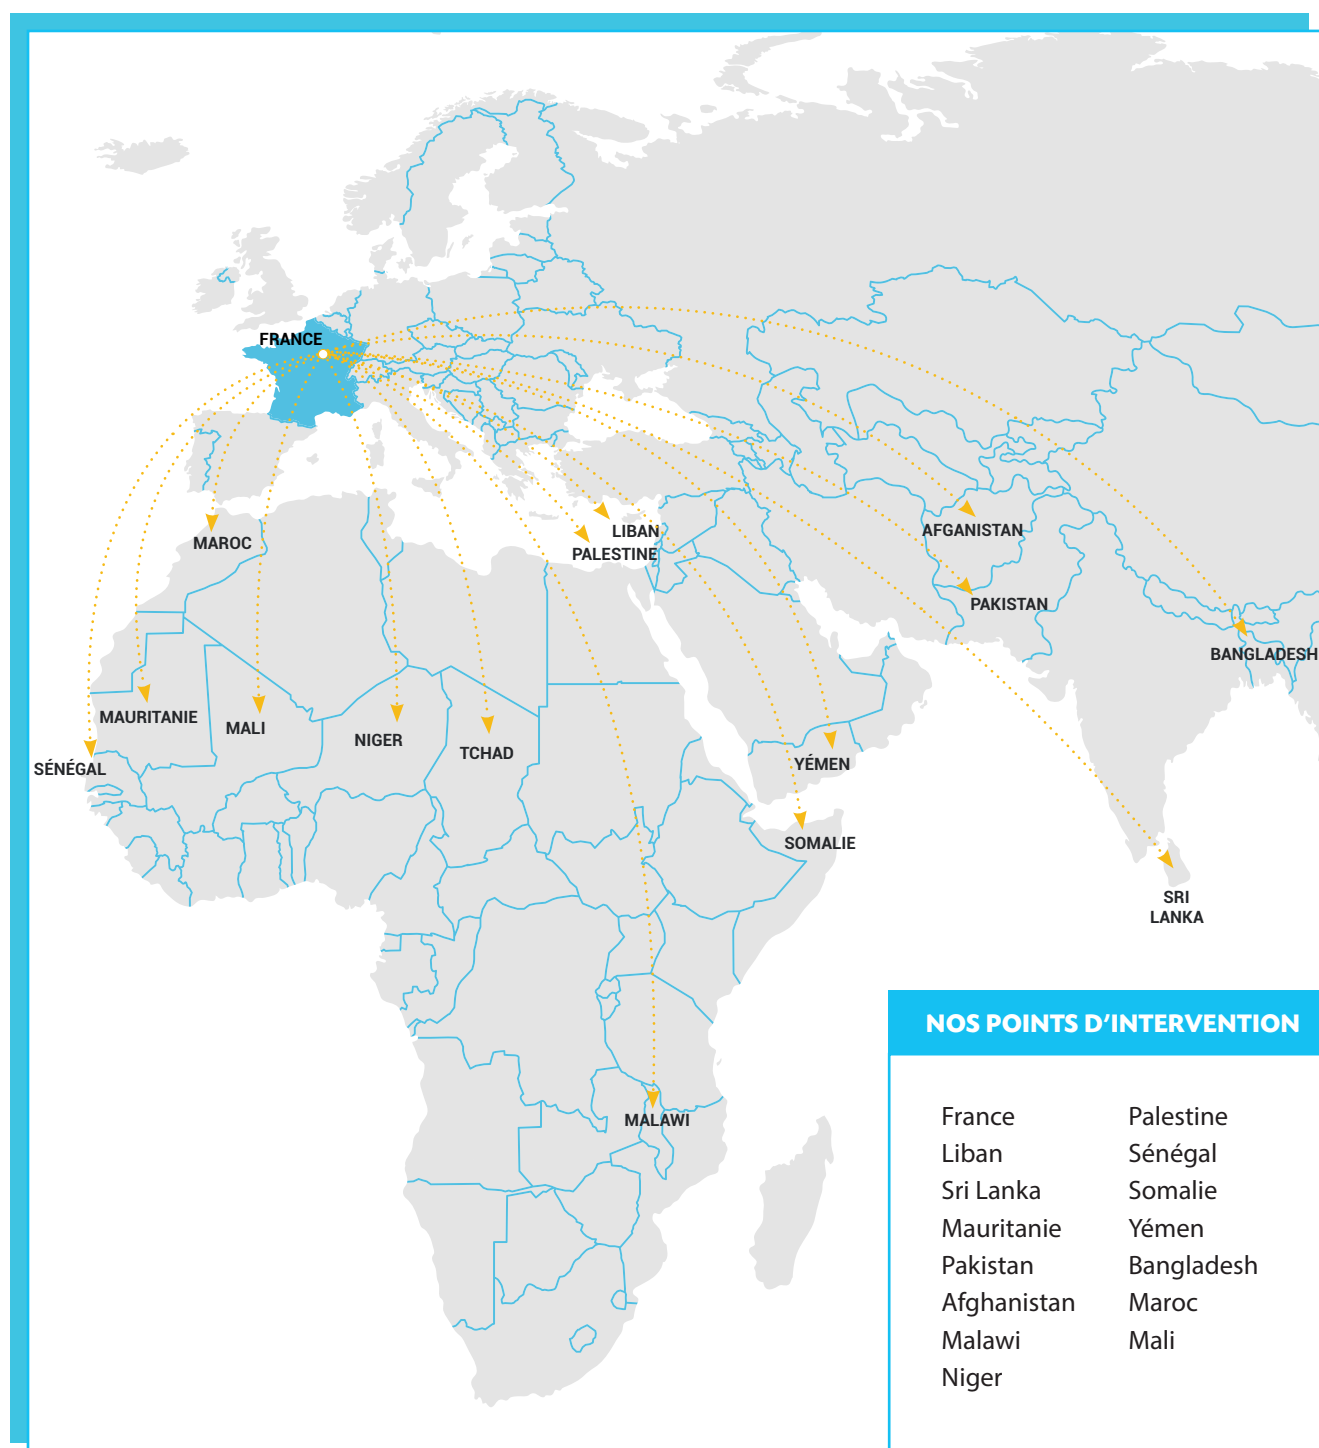 FRANCE
MAROC
LIBAN
PALESTINE
AFGANISTAN
PAKISTAN
BANGLADESH
MAURITANIE
MALI
NIGER
TCHAD
SÉNÉGAL
YÉMEN
SOMALIE
SRI
LANKA
MALAWI
NOS POINTS D’INTERVENTION
France
Liban
Sri Lanka
Mauritanie
Pakistan
Afghanistan
Malawi
Niger
Palestine
Sénégal
Somalie
Yémen
Bangladesh
Maroc
Mali